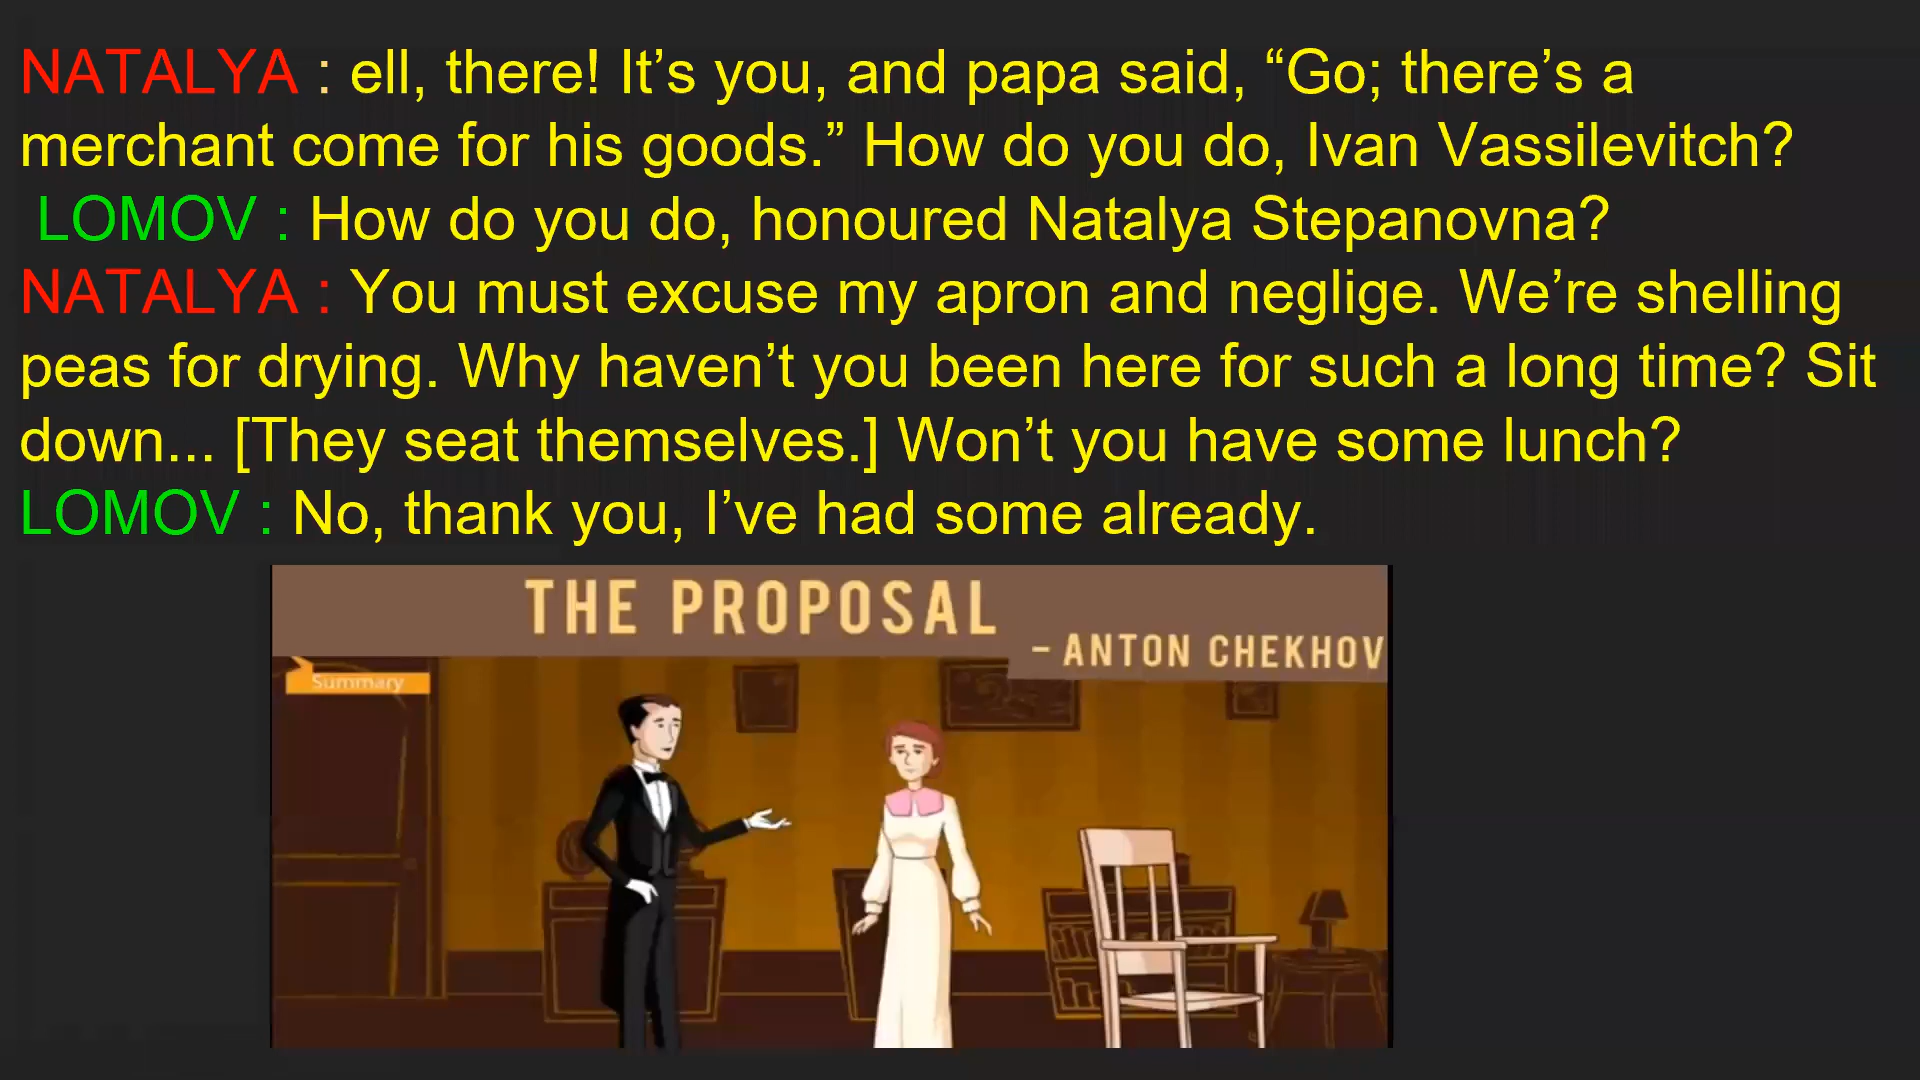 NATALYA : ell, there! It’s you, and papa said, “Go; there’s a
merchant come for his goods.” How do you do, Ivan Vassilevitch?
LOMOV : How do you do, honoured Natalya Stepanovna?
NATALYA : You must excuse my apron and neglige. We’re shelling
peas for drying. Why haven’t you been here for such a long time? Sit
down... [They seat themselves.] Won’t you have some lunch?
LOMOV : No, thank you, I’ve had some already.
THE PROPOSAL
– ANTON CHEKHOV
Summary